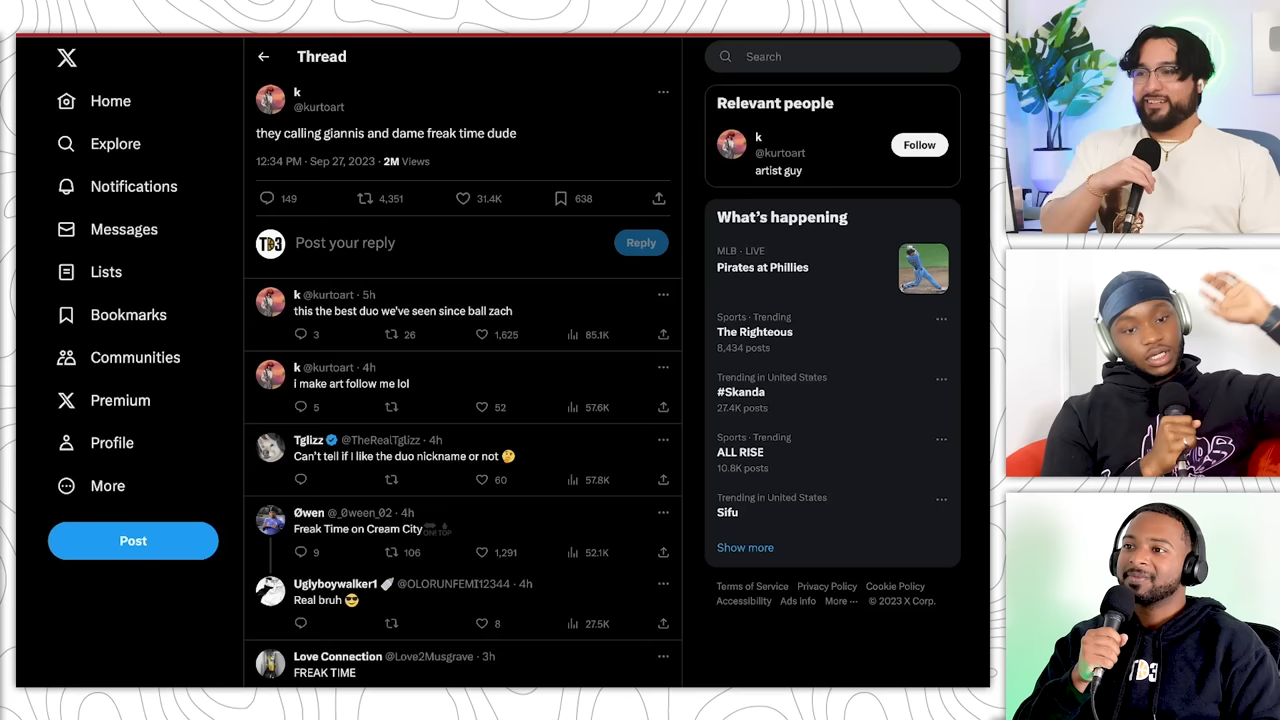 Home
Explore
Notifications
Messages
Lists
Bookmarks
Communities
Premium
Profile
More
Post
Thread
k
@kurtoart
they calling giannis and dame freak time dude
12:34 PM · Sep 27, 2023 · 2M Views
149 4,351 31.4K 638
TD3 Post your reply Reply
k @kurtoart · 5h
this the best duo we've seen since ball zach
3 26 1,625 85.1K
k @kurtoart · 4h
i make art follow me lol
5 52 57.6K
Tglizz @TheRealTglizz · 4h
Can't tell if I like the duo nickname or not 🤔
60 57.8K
Øwen @_0ween_02 · 4h
Freak Time on Cream City ON! TOP
9 106 1,291 52.1K
Uglyboywalker1 @OLORUNFEMI12344 · 4h
Real bruh 😎
8 27.5K
Love Connection @Love2Musgrave · 3h
FREAK TIME
Search
Relevant people
k
@kurtoart
Follow
artist guy
What's happening
MLB · LIVE
Pirates at Phillies
Sports · Trending
The Righteous
8,434 posts
Trending in United States
#Skanda
27.4K posts
Sports · Trending
ALL RISE
10.8K posts
Trending in United States
Sifu
Show more
Terms of Service Privacy Policy Cookie Policy
Accessibility Ads info More ··· © 2023 X Corp.
TD3